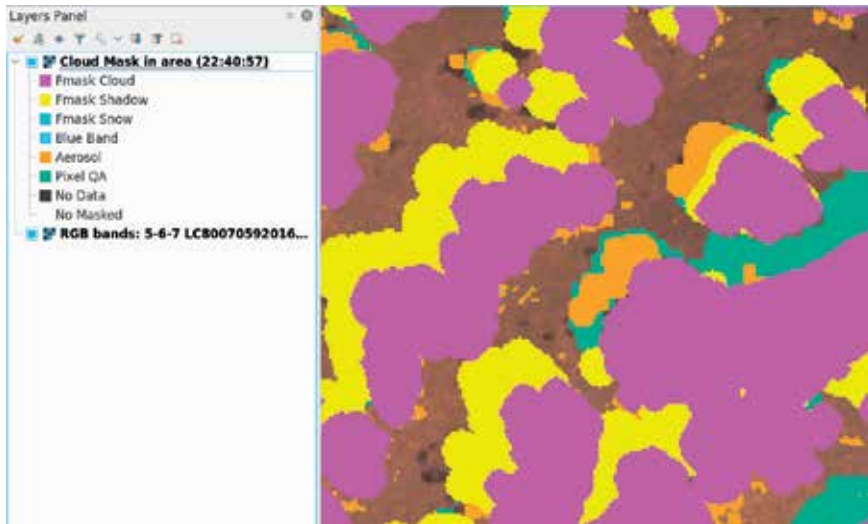 Layers Panel
Cloud Mask in area (22:40:57)
Fmask Cloud
Fmask Shadow
Fmask Snow
Blue Band
Aerosol
Pixel QA
No Data
No Masked
RGB bands: 5-6-7 LC80070592016...